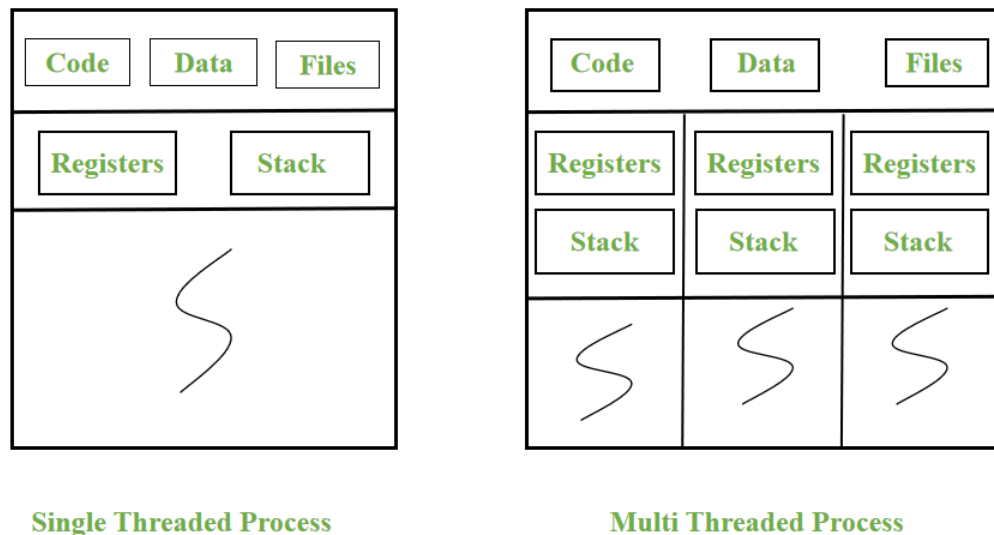 Code Data Files
Registers Stack
Single Threaded Process
Code Data Files
Registers Registers Registers
Stack Stack Stack
Multi Threaded Process